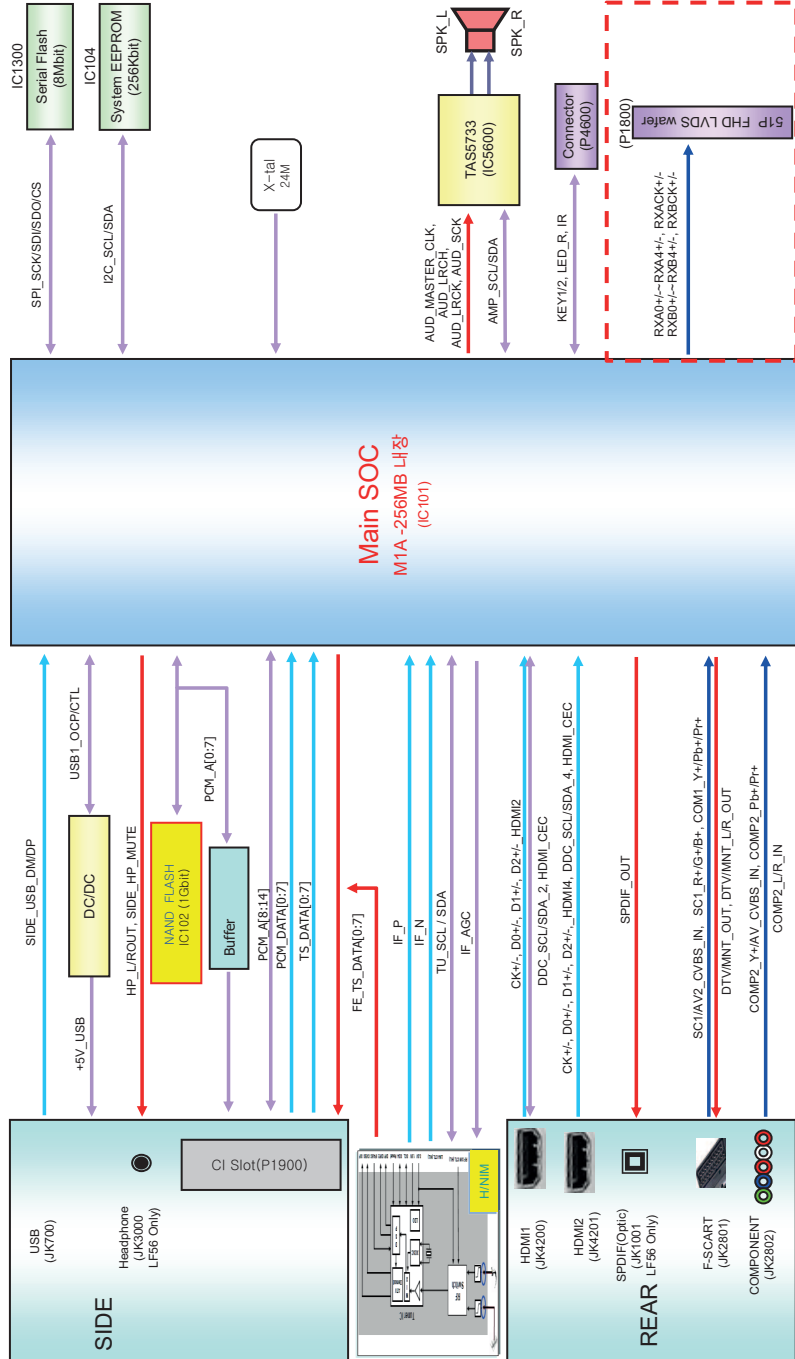 IC1300
Serial Flash
(8Mbit)
IC104
System EEPROM
(256Kbit)
X-tal
24M
SPK_L
SPK_R
TAS5733
(IC5600)
Connector
(P4600)
(P1800)
51P FHD LVDS wafer
SPI_SCK/SDI/SDO/CS
I2C_SCL/SDA
AUD_MASTER_CLK,
AUD_LRCH,
AUD_LRCK, AUD_SCK
AMP_SCL/SDA
KEY1/2, LED_R, IR
RXA0+/-~RXA4+/-, RXACK+/-
RXB0+/-~RXB4+/-, RXBCK+/-
Main SOC
M1A -256MB 내장
(IC101)
SIDE_USB_DM/DP
USB1_OCP/CTL
DC/DC
+5V_USB
HP_L/ROUT, SIDE_HP_MUTE
NAND FLASH
IC102 (1Gbit)
PCM_A[0:7]
Buffer
PCM_A[8:14]
PCM_DATA[0:7]
TS_DATA[0:7]
FE_TS_DATA[0:7]
IF_P
IF_N
TU_SCL / SDA
IF_AGC
CK+/-, D0+/-, D1+/-, D2+/-_HDMI2
DDC_SCL/SDA_2, HDMI_CEC
CK+/-, D0+/-, D1+/-, D2+/-_HDMI4, DDC_SCL/SDA_4, HDMI_CEC
SPDIF_OUT
SC1/AV2_CVBS_IN, SC1_R+/G+/B+, COM1_Y+/Pb+/Pr+
DTV/MNT_OUT, DTV/MNT_L/R_OUT
COMP2_Y+/AV_CVBS_IN, COMP2_Pb+/Pr+
COMP2_L/R_IN
USB
(JK700)
Headphone
(JK3000
LF56 Only)
CI Slot(P1900)
SIDE
H/NIM
HDMI1
(JK4200)
HDMI2
(JK4201)
SPDIF(Optic)
(JK1001
LF56 Only)
F-SCART
(JK2801)
COMPONENT
(JK2802)
REAR